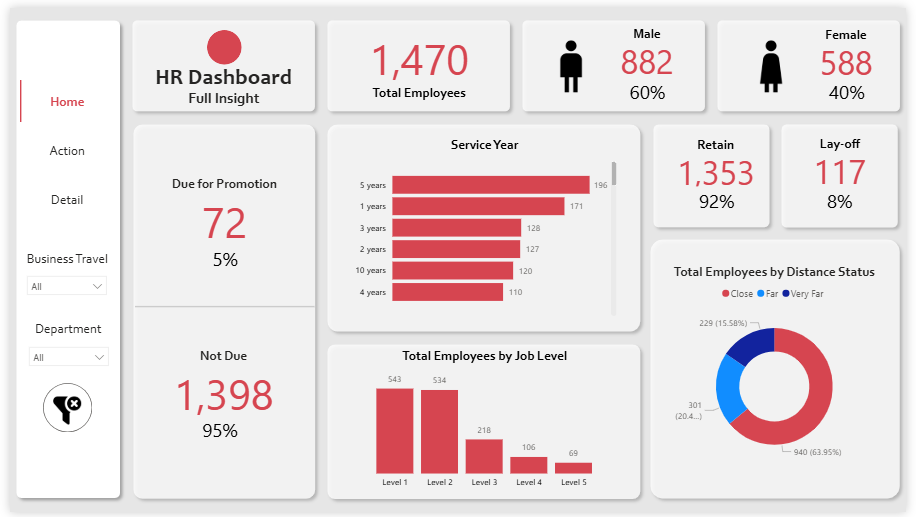 Home
Action
Detail
Business Travel
All
Department
All
HR Dashboard
Full Insight
1,470
Total Employees
Male
882
60%
Female
588
40%
Due for Promotion
72
5%
Not Due
1,398
95%
Service Year
5 years 196
1 years 171
3 years 128
2 years 127
10 years 120
4 years 110
Retain
1,353
92%
Lay-off
117
8%
Total Employees by Job Level
543
534
218
106
69
Level 1 Level 2 Level 3 Level 4 Level 5
Total Employees by Distance Status
Close Far Very Far
229 (15.58%)
301
(20.4...)
940 (63.95%)